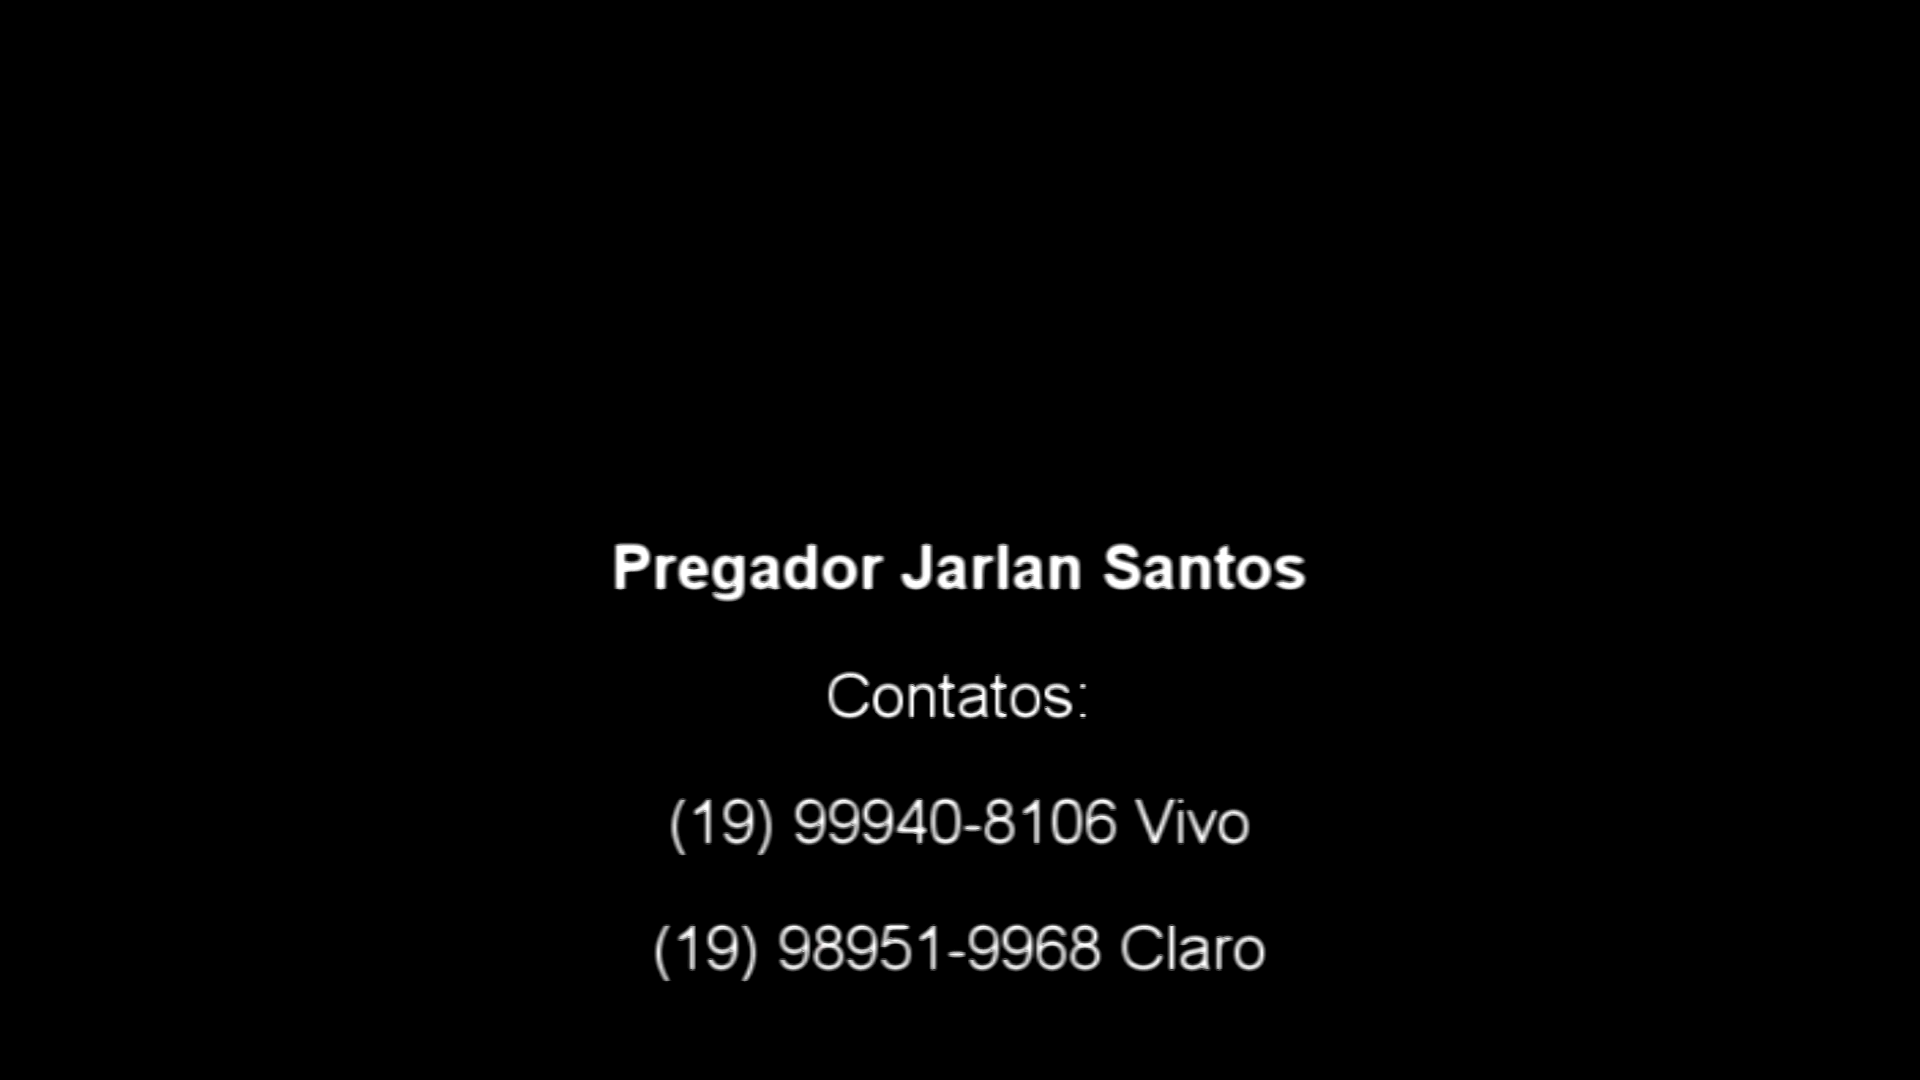 Pregador Jarlan Santos
Contatos:
(19) 99940-8106 Vivo
(19) 98951-9968 Claro